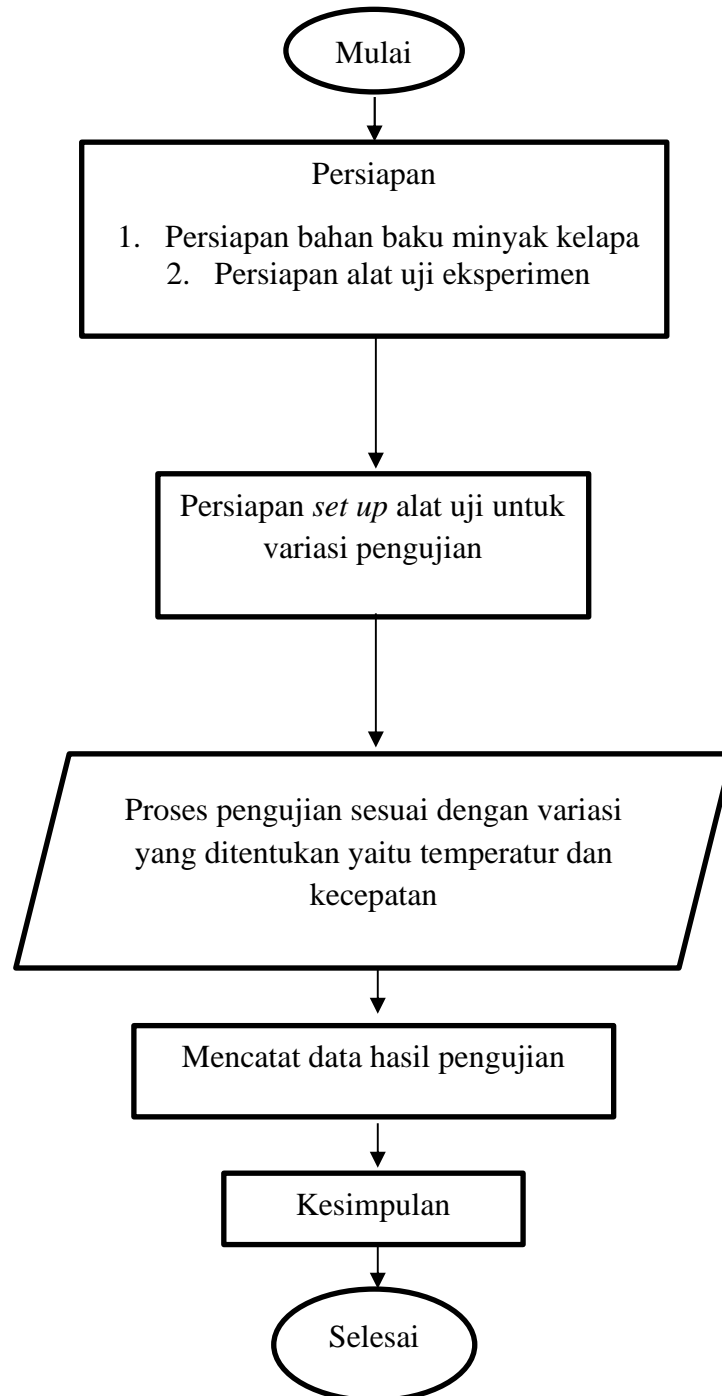 Mulai
Persiapan
1. Persiapan bahan baku minyak kelapa
2. Persiapan alat uji eksperimen
Persiapan set up alat uji untuk
variasi pengujian
Proses pengujian sesuai dengan variasi
yang ditentukan yaitu temperatur dan
kecepatan
Mencatat data hasil pengujian
Kesimpulan
Selesai